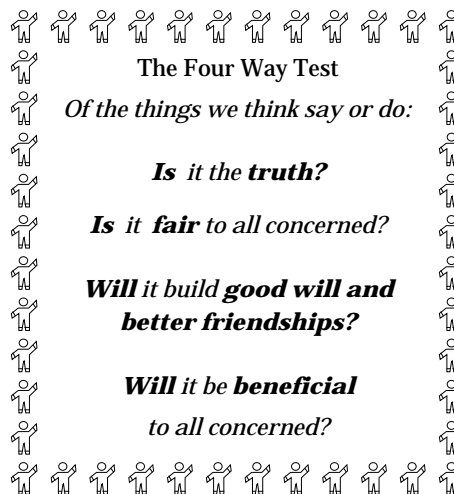 The Four Way Test
Of the things we think say or do:
Is it the truth?
Is it fair to all concerned?
Will it build good will and
better friendships?
Will it be beneficial
to all concerned?